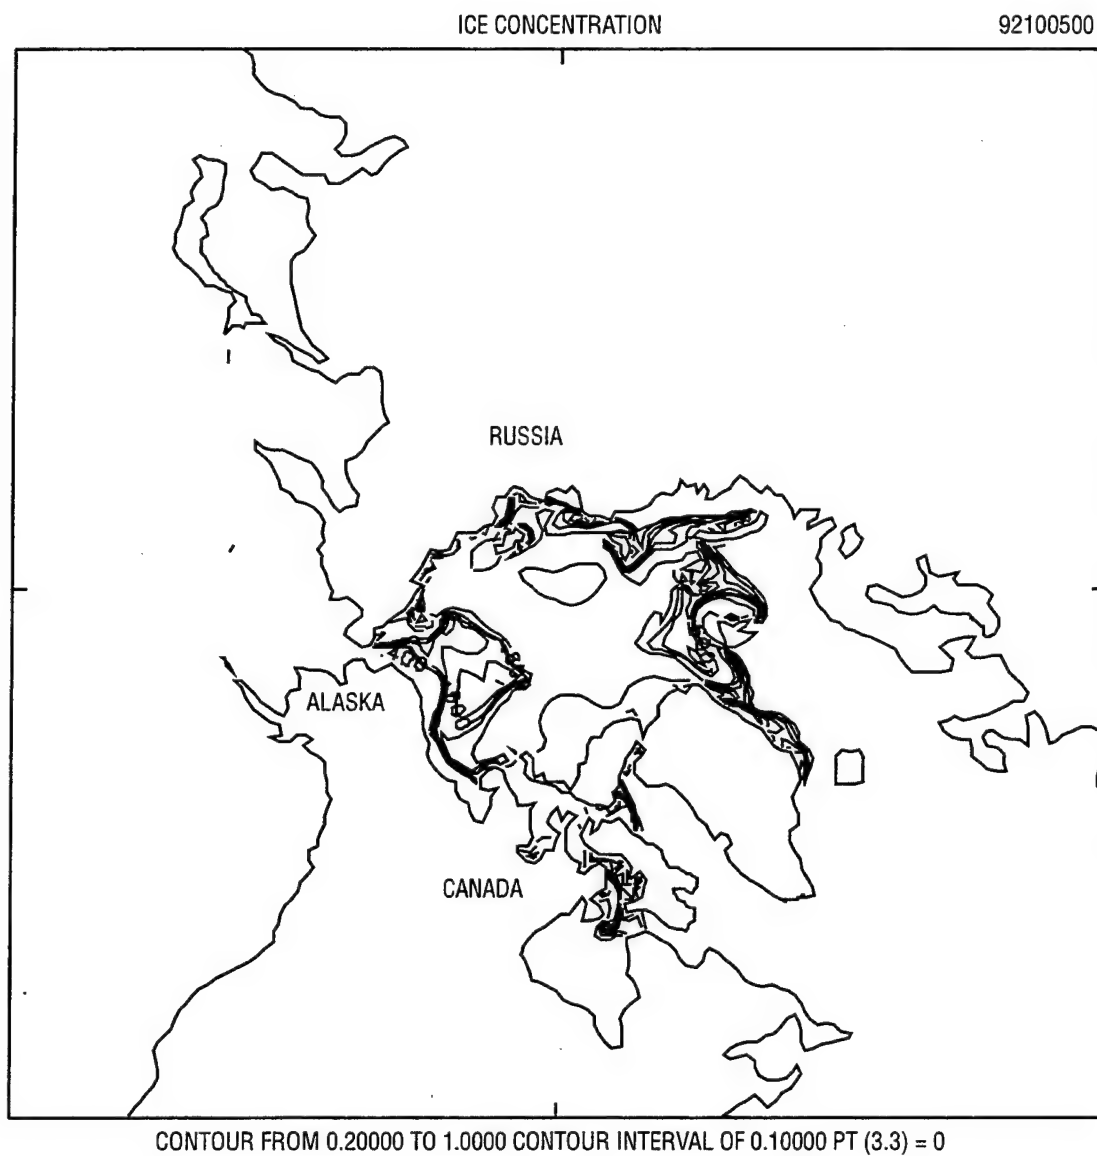 ICE CONCENTRATION 92100500
RUSSIA
ALASKA
CANADA
CONTOUR FROM 0.20000 TO 1.0000 CONTOUR INTERVAL OF 0.10000 PT (3.3) = 0